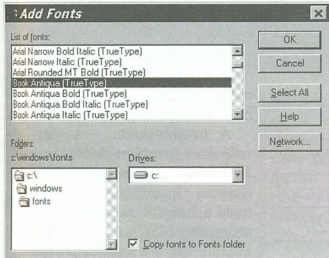 Add Fonts
List of fonts:
Arial Narrow Bold Italic (TrueType)
Arial Narrow Italic (TrueType)
Arial Rounded MT Bold (TrueType)
Book Antiqua (TrueType)
Book Antiqua Bold (TrueType)
Book Antiqua Bold Italic (TrueType)
Book Antiqua Italic (TrueType)
OK
Cancel
Select All
Help
Network...
Folders:
c:\windows\fonts
c:\
windows
fonts
Drives:
c:
Copy fonts to Fonts folder